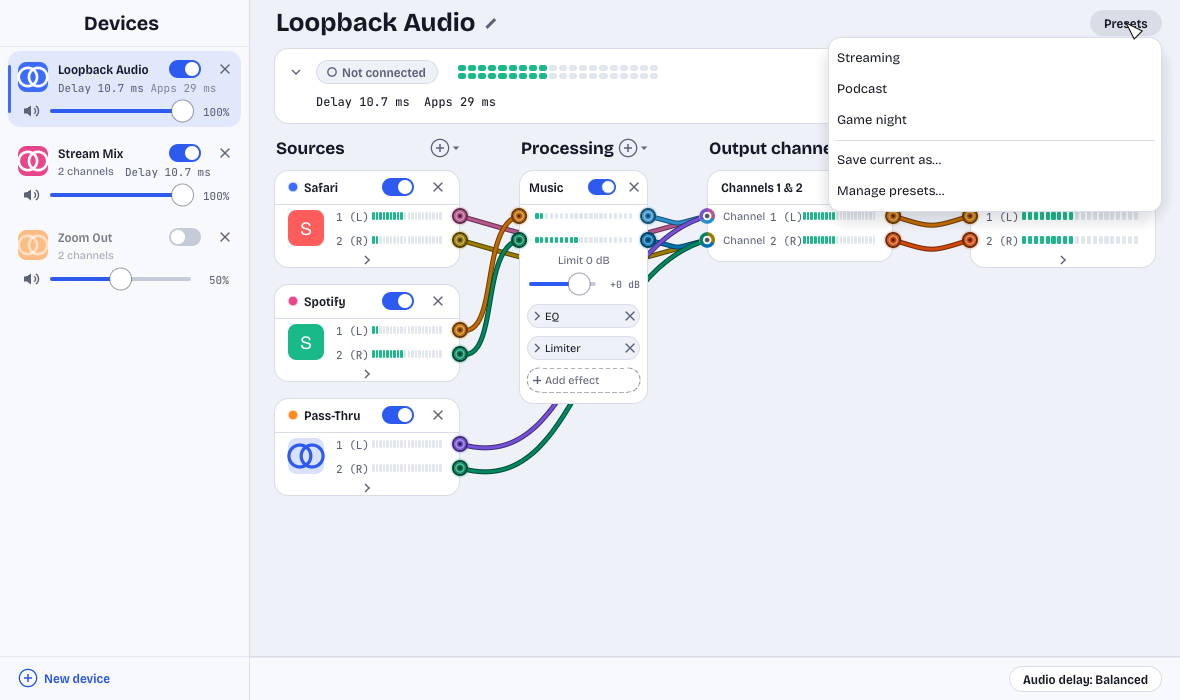 Devices
Loopback Audio
Delay 10.7 ms Apps 29 ms
100%
Stream Mix
2 channels Delay 10.7 ms
100%
Zoom Out
2 channels
50%
New device
Loopback Audio
Presets
Not connected
Delay 10.7 ms Apps 29 ms
Streaming
Podcast
Game night
Save current as...
Manage presets...
Sources
Safari
S
1 (L)
2 (R)
Spotify
S
1 (L)
2 (R)
Pass-Thru
1 (L)
2 (R)
Processing
Music
Limit 0 dB
+0 dB
EQ
Limiter
Add effect
Output
Channels 1 & 2
Channel 1 (L)
Channel 2 (R)
1 (L)
2 (R)
Audio delay: Balanced